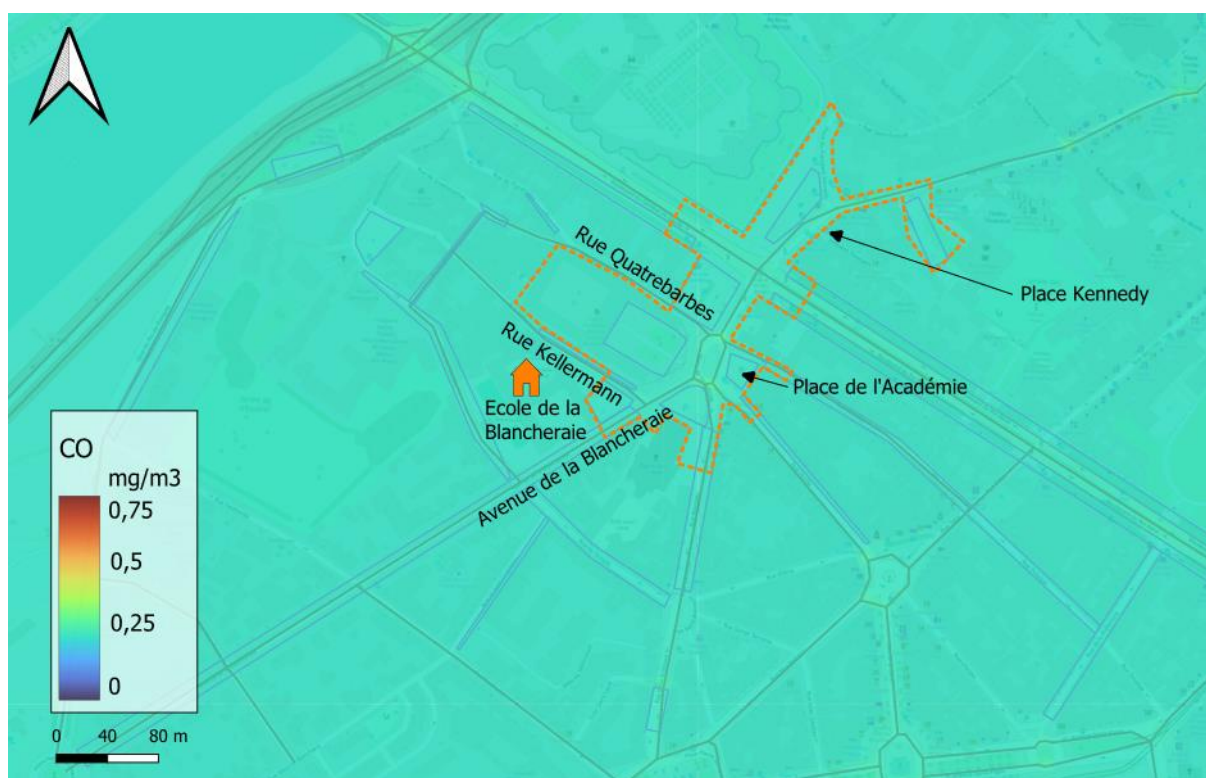 Rue Quatrebarbes
Place Kennedy
Rue Kellermann
Place de l'Académie
Ecole de la
Blancheraie
Avenue de la Blancheraie
CO
mg/m3
0,75
0,5
0,25
0
0 40 80 m